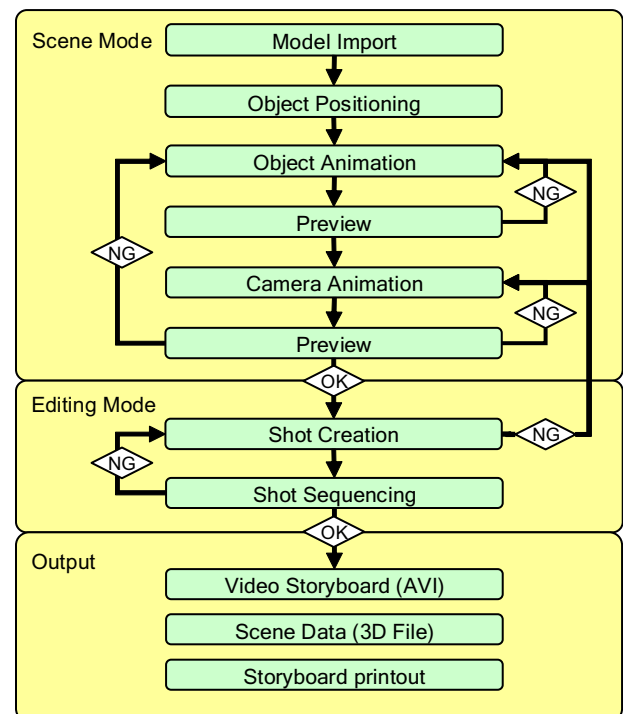 Scene Mode
Model Import
Object Positioning
Object Animation
NG
Preview
NG
Camera Animation
NG
Preview
OK
Editing Mode
Shot Creation
NG
NG
Shot Sequencing
OK
Output
Video Storyboard (AVI)
Scene Data (3D File)
Storyboard printout